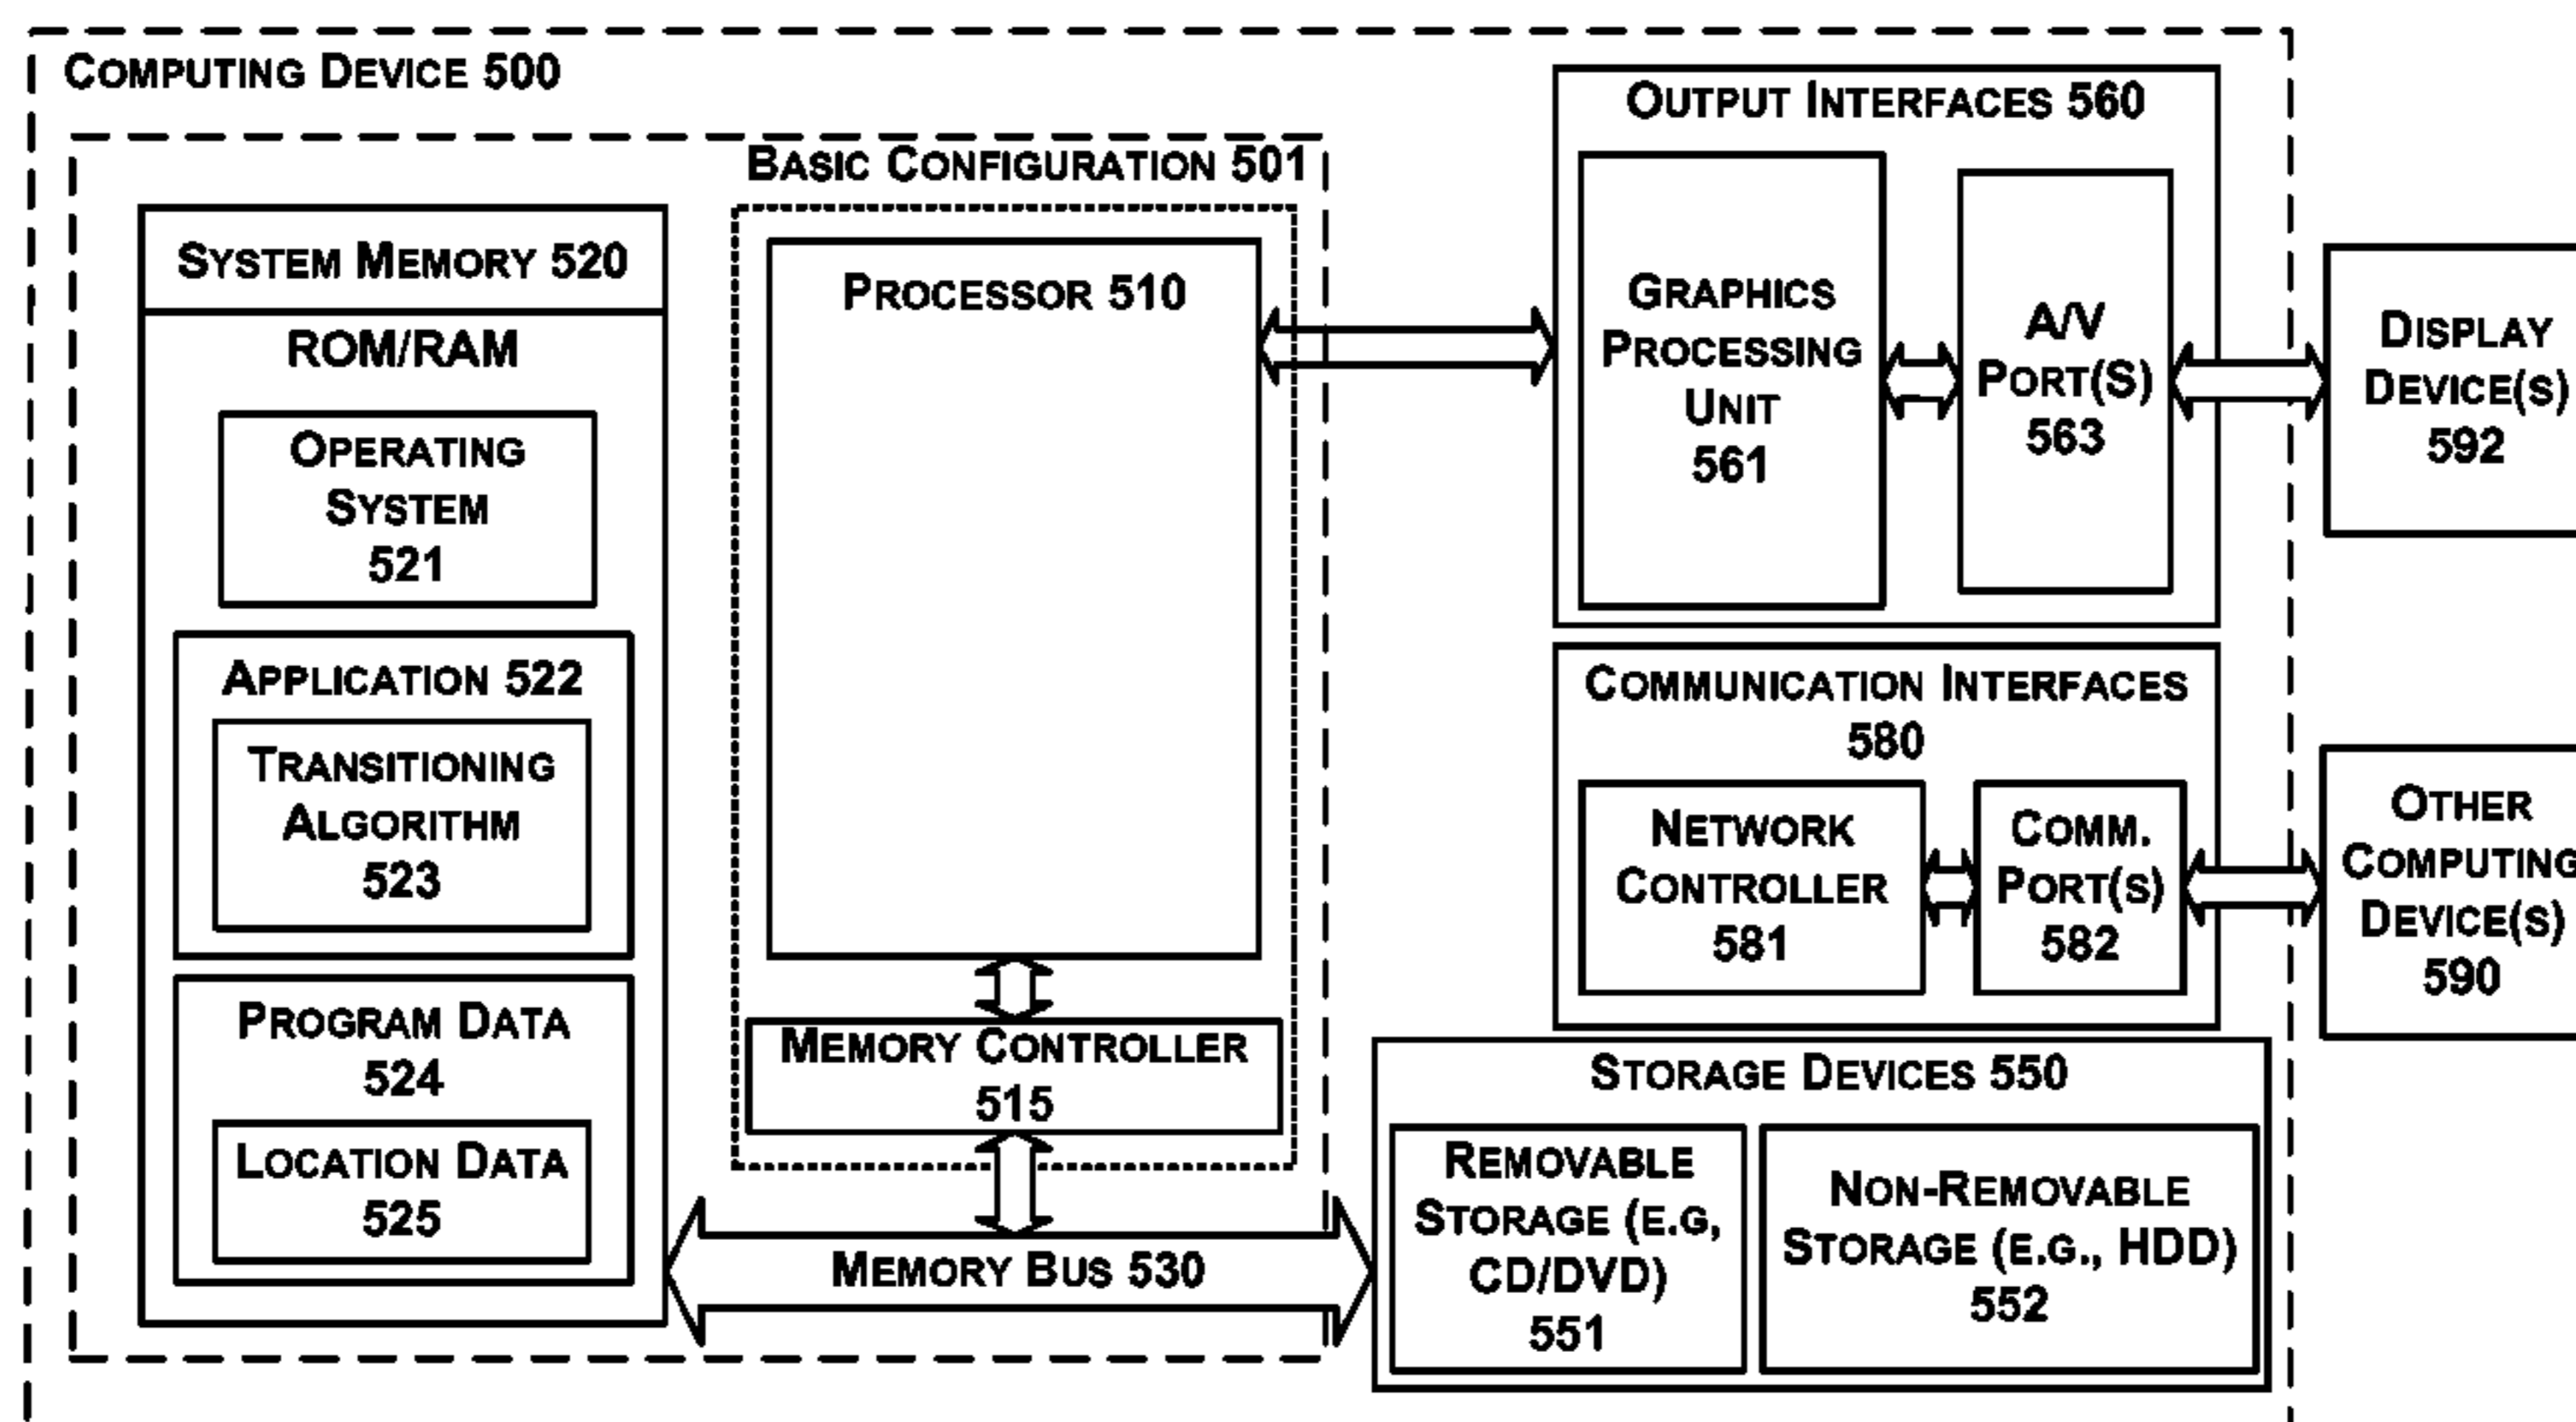 COMPUTING DEVICE 500
BASIC CONFIGURATION 501
SYSTEM MEMORY 520
ROM/RAM
OPERATING
SYSTEM
521
APPLICATION 522
TRANSITIONING
ALGORITHM
523
PROGRAM DATA
524
LOCATION DATA
525
PROCESSOR 510
MEMORY CONTROLLER
515
MEMORY BUS 530
OUTPUT INTERFACES 560
GRAPHICS
PROCESSING
UNIT
561
A/V
PORT(S)
563
DISPLAY
DEVICE(S)
592
COMMUNICATION INTERFACES
580
NETWORK
CONTROLLER
581
COMM.
PORT(S)
582
OTHER
COMPUTING
DEVICE(S)
590
STORAGE DEVICES 550
REMOVABLE
STORAGE (E.G,
CD/DVD)
551
NON-REMOVABLE
STORAGE (E.G., HDD)
552